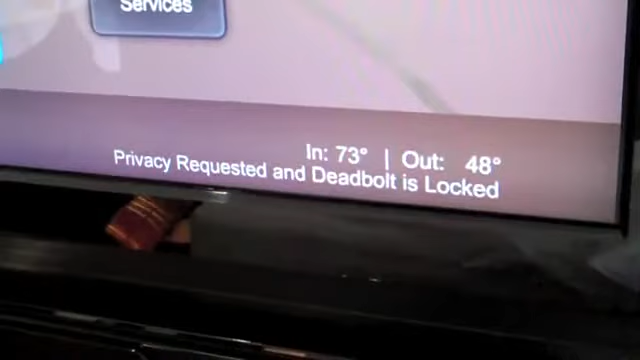 Services
In: 73° | Out: 48°
Privacy Requested and Deadbolt is Locked